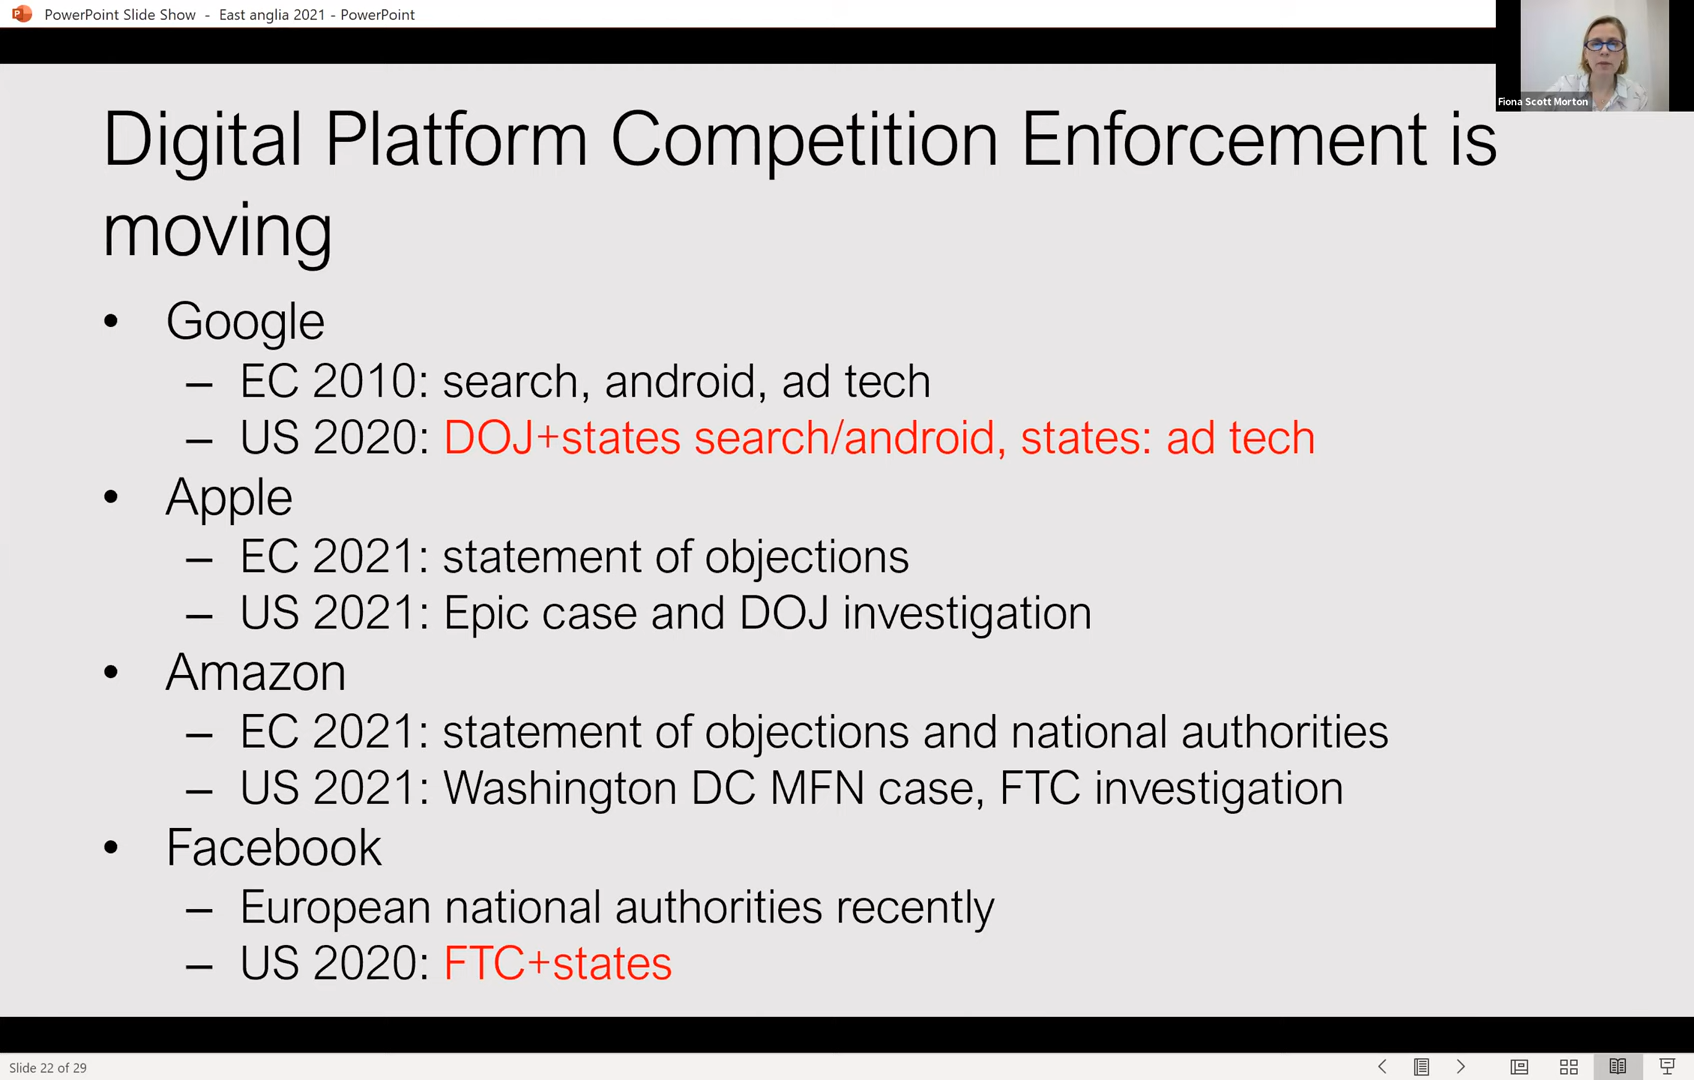 PowerPoint Slide Show - East anglia 2021 - PowerPoint
Fiona Scott Morton
Digital Platform Competition Enforcement is
moving
• Google
– EC 2010: search, android, ad tech
– US 2020: DOJ+states search/android, states: ad tech
• Apple
– EC 2021: statement of objections
– US 2021: Epic case and DOJ investigation
• Amazon
– EC 2021: statement of objections and national authorities
– US 2021: Washington DC MFN case, FTC investigation
• Facebook
– European national authorities recently
– US 2020: FTC+states
Slide 22 of 29